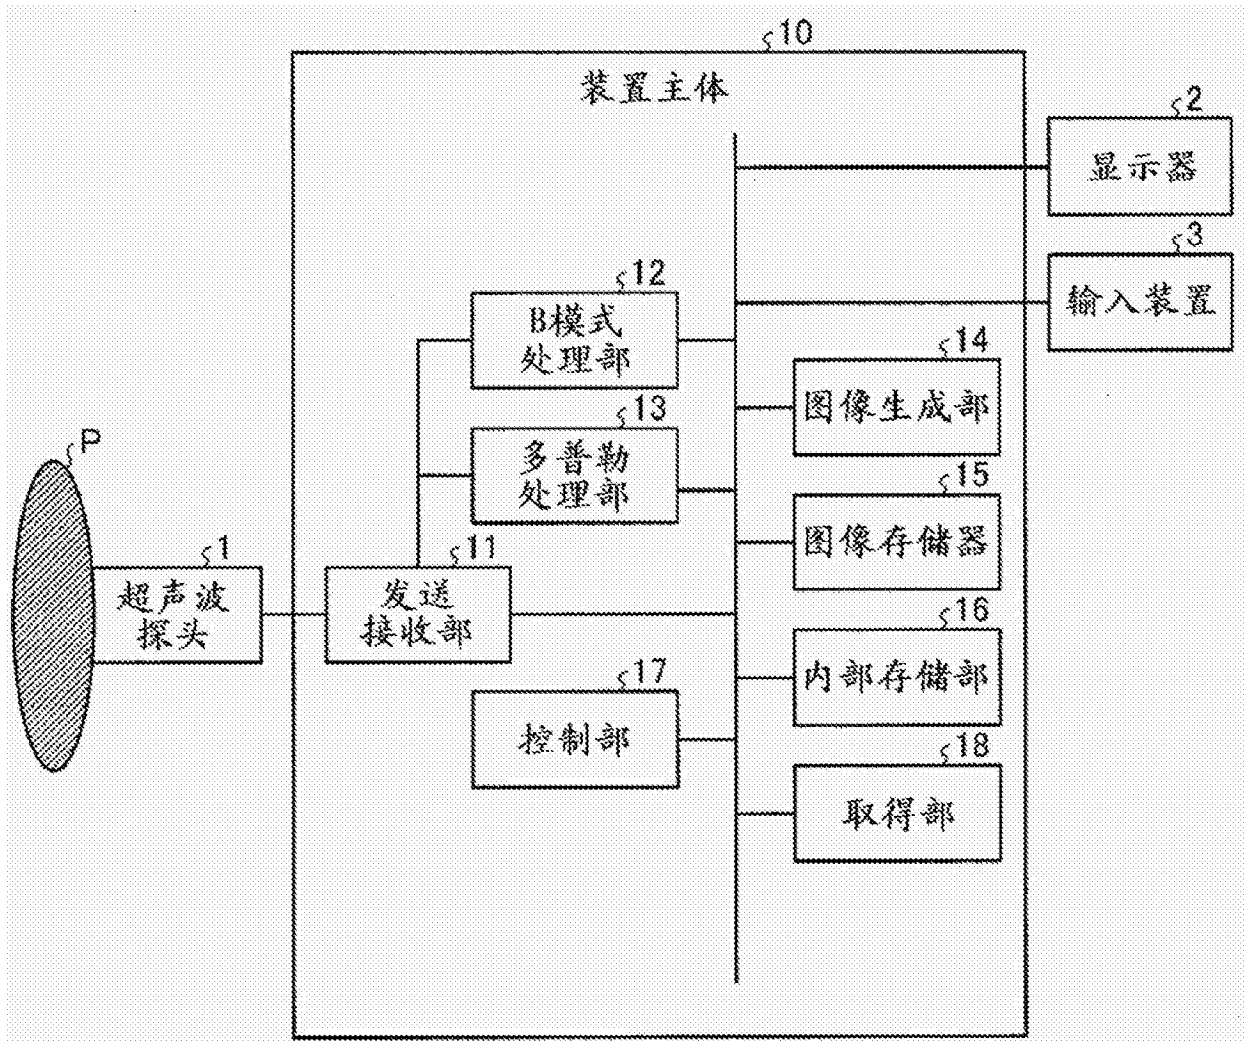 10
装置主体
2
显示器
3
输入装置
12
B模式
处理部
14
图像生成部
13
多普勒
处理部
P
15
图像存储器
1
超声波
探头
11
发送
接收部
16
内部存储部
17
控制部
18
取得部